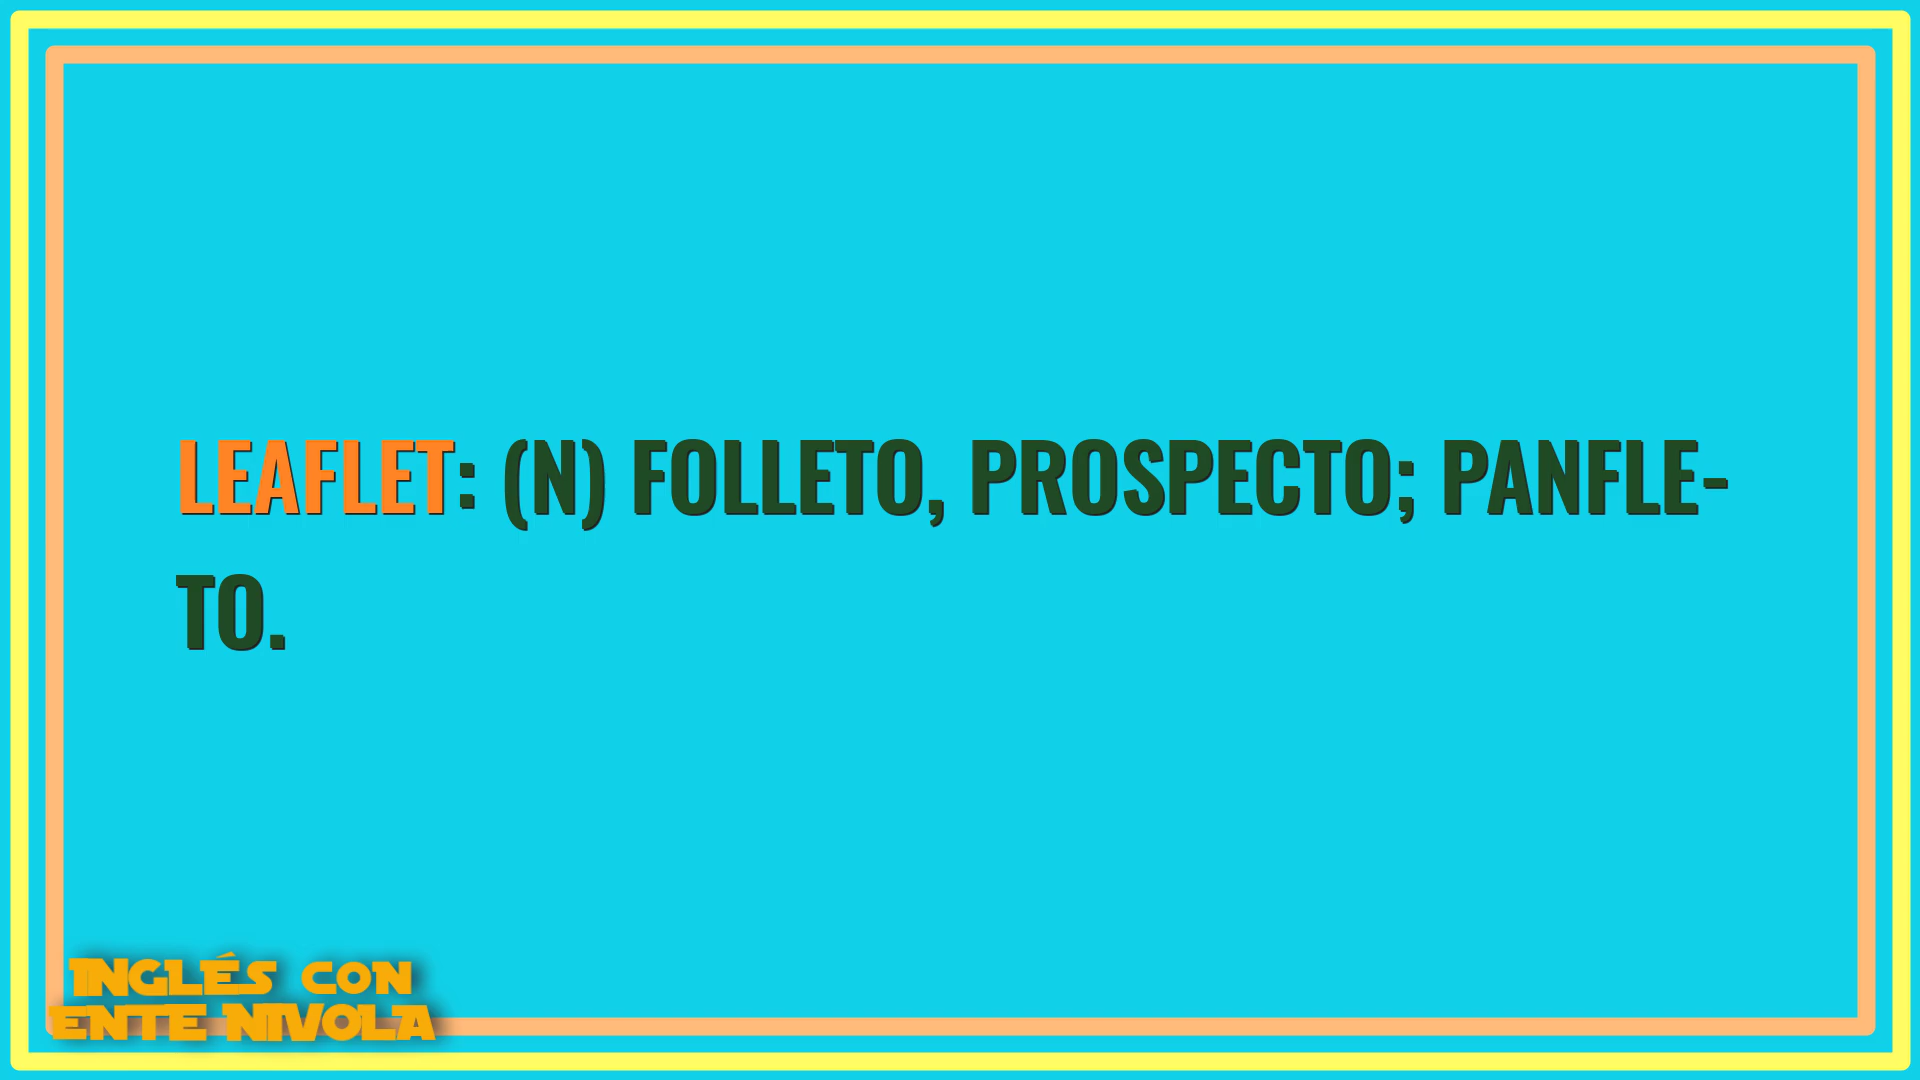 LEAFLET: (N) FOLLETO, PROSPECTO; PANFLE-
TO.
INGLÉS CON
ENTE NIVOLA